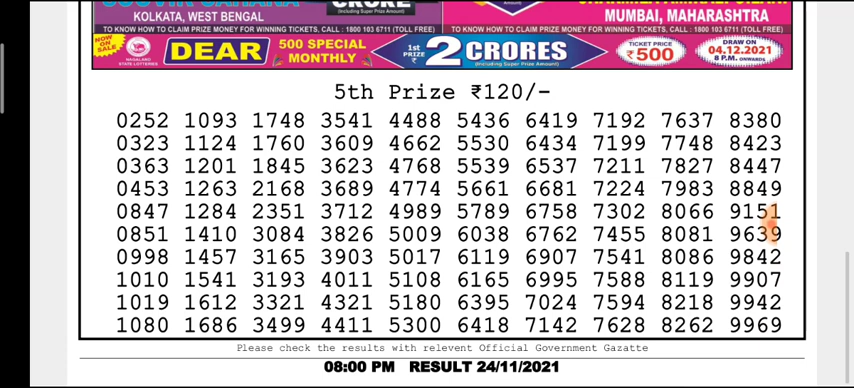 KOLKATA, WEST BENGAL
MUMBAI, MAHARASHTRA
(Including Super Prize Amount)
TO KNOW HOW TO CLAIM PRIZE MONEY FOR WINNING TICKETS, CALL : 1800 103 6711 (TOLL FREE)
TO KNOW HOW TO CLAIM PRIZE MONEY FOR WINNING TICKETS, CALL : 1800 103 6711 (TOLL FREE)
NOW ON SALE
NAGALAND STATE LOTTERIES
DEAR
500 SPECIAL
MONTHLY
1st PRIZE ₹
2 CRORES
(Including Super Prize Amount)
TICKET PRICE
₹500
DRAW ON
04.12.2021
8 P.M. ONWARDS
5th Prize ₹120/-
0252 1093 1748 3541 4488 5436 6419 7192 7637 8380
0323 1124 1760 3609 4662 5530 6434 7199 7748 8423
0363 1201 1845 3623 4768 5539 6537 7211 7827 8447
0453 1263 2168 3689 4774 5661 6681 7224 7983 8849
0847 1284 2351 3712 4989 5789 6758 7302 8066 9151
0851 1410 3084 3826 5009 6038 6762 7455 8081 9639
0998 1457 3165 3903 5017 6119 6907 7541 8086 9842
1010 1541 3193 4011 5108 6165 6995 7588 8119 9907
1019 1612 3321 4321 5180 6395 7024 7594 8218 9942
1080 1686 3499 4411 5300 6418 7142 7628 8262 9969
Please check the results with relevent Official Government Gazatte
08:00 PM RESULT 24/11/2021